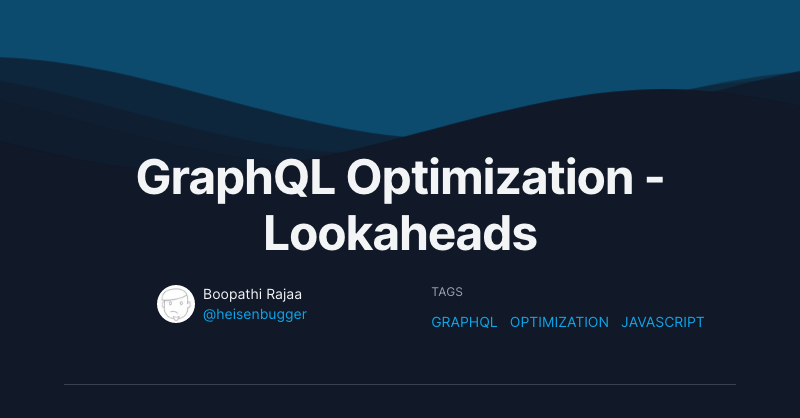 GraphQL Optimization -
Lookaheads
Boopathi Rajaa
@heisenbugger
TAGS
GRAPHQL OPTIMIZATION JAVASCRIPT